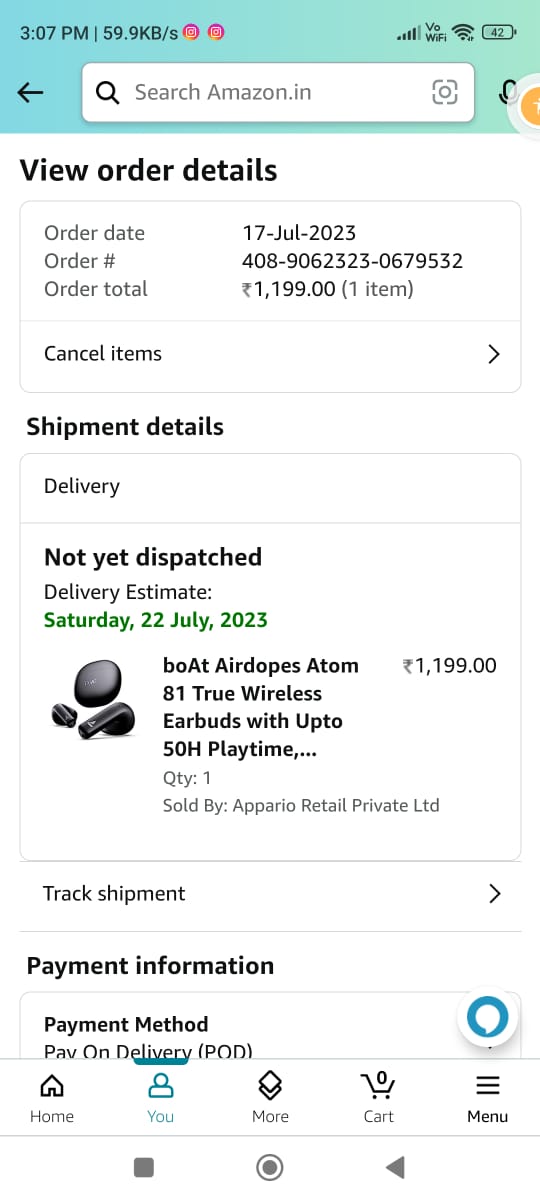 3:07 PM | 59.9KB/s
Vo
WiFi
42
Search Amazon.in
View order details
Order date 17-Jul-2023
Order # 408-9062323-0679532
Order total ₹1,199.00 (1 item)
Cancel items
Shipment details
Delivery
Not yet dispatched
Delivery Estimate:
Saturday, 22 July, 2023
boAt Airdopes Atom ₹1,199.00
81 True Wireless
Earbuds with Upto
50H Playtime,...
Qty: 1
Sold By: Appario Retail Private Ltd
Track shipment
Payment information
Payment Method
Pay On Delivery (POD)
0
Home You More Cart Menu